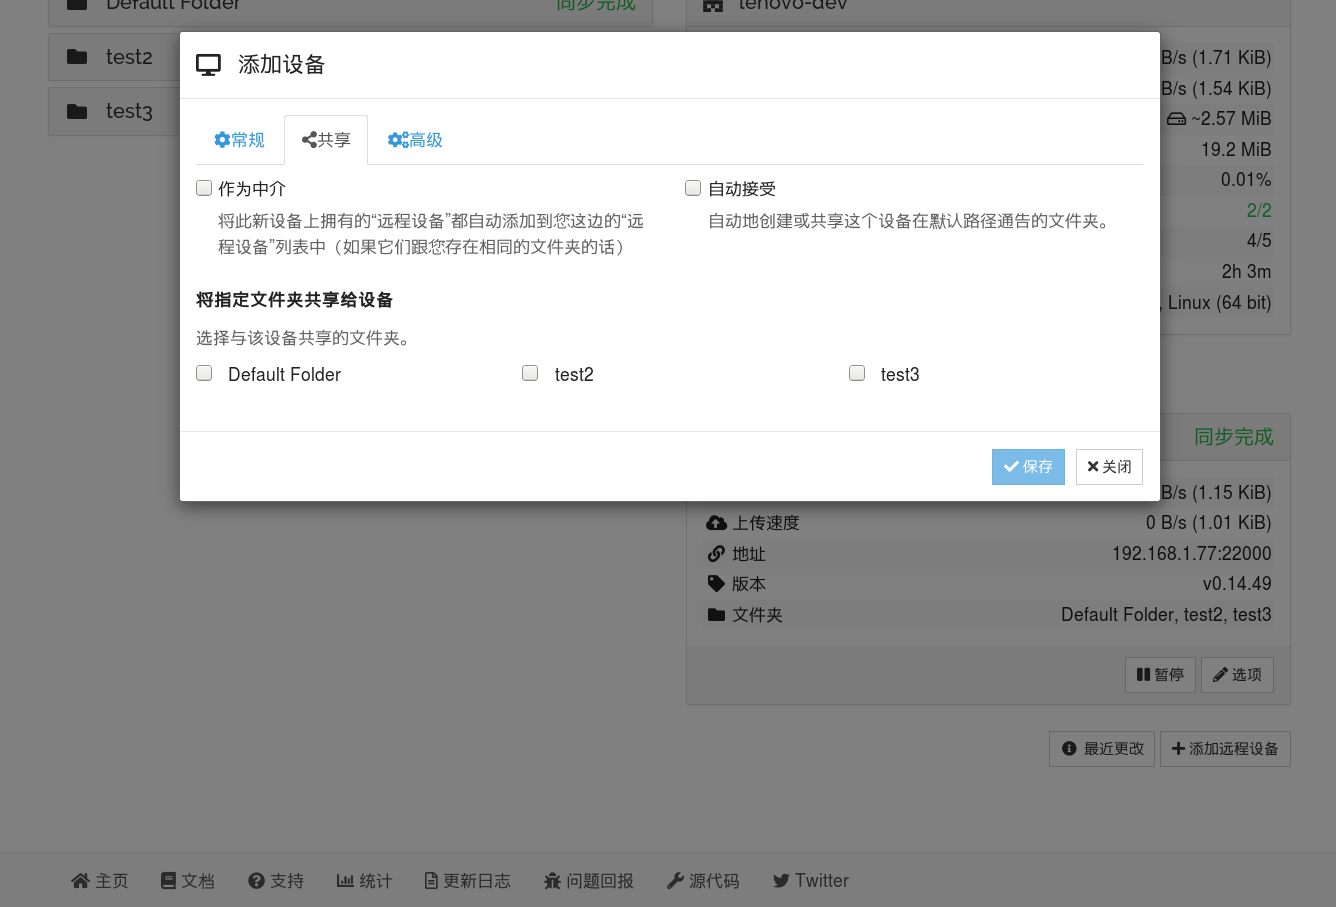 Default Folder
同步完成
lenovo-dev
test2
test3
添加设备
常规
共享
高级
作为中介
将此新设备上拥有的“远程设备”都自动添加到您这边的“远
程设备”列表中（如果它们跟您存在相同的文件夹的话）
自动接受
自动地创建或共享这个设备在默认路径通告的文件夹。
将指定文件夹共享给设备
选择与该设备共享的文件夹。
Default Folder
test2
test3
保存
关闭
B/s (1.71 KiB)
B/s (1.54 KiB)
~2.57 MiB
19.2 MiB
0.01%
2/2
4/5
2h 3m
, Linux (64 bit)
同步完成
B/s (1.15 KiB)
上传速度 0 B/s (1.01 KiB)
地址 192.168.1.77:22000
版本 v0.14.49
文件夹 Default Folder, test2, test3
暂停
选项
最近更改
添加远程设备
主页
文档
支持
统计
更新日志
问题回报
源代码
Twitter